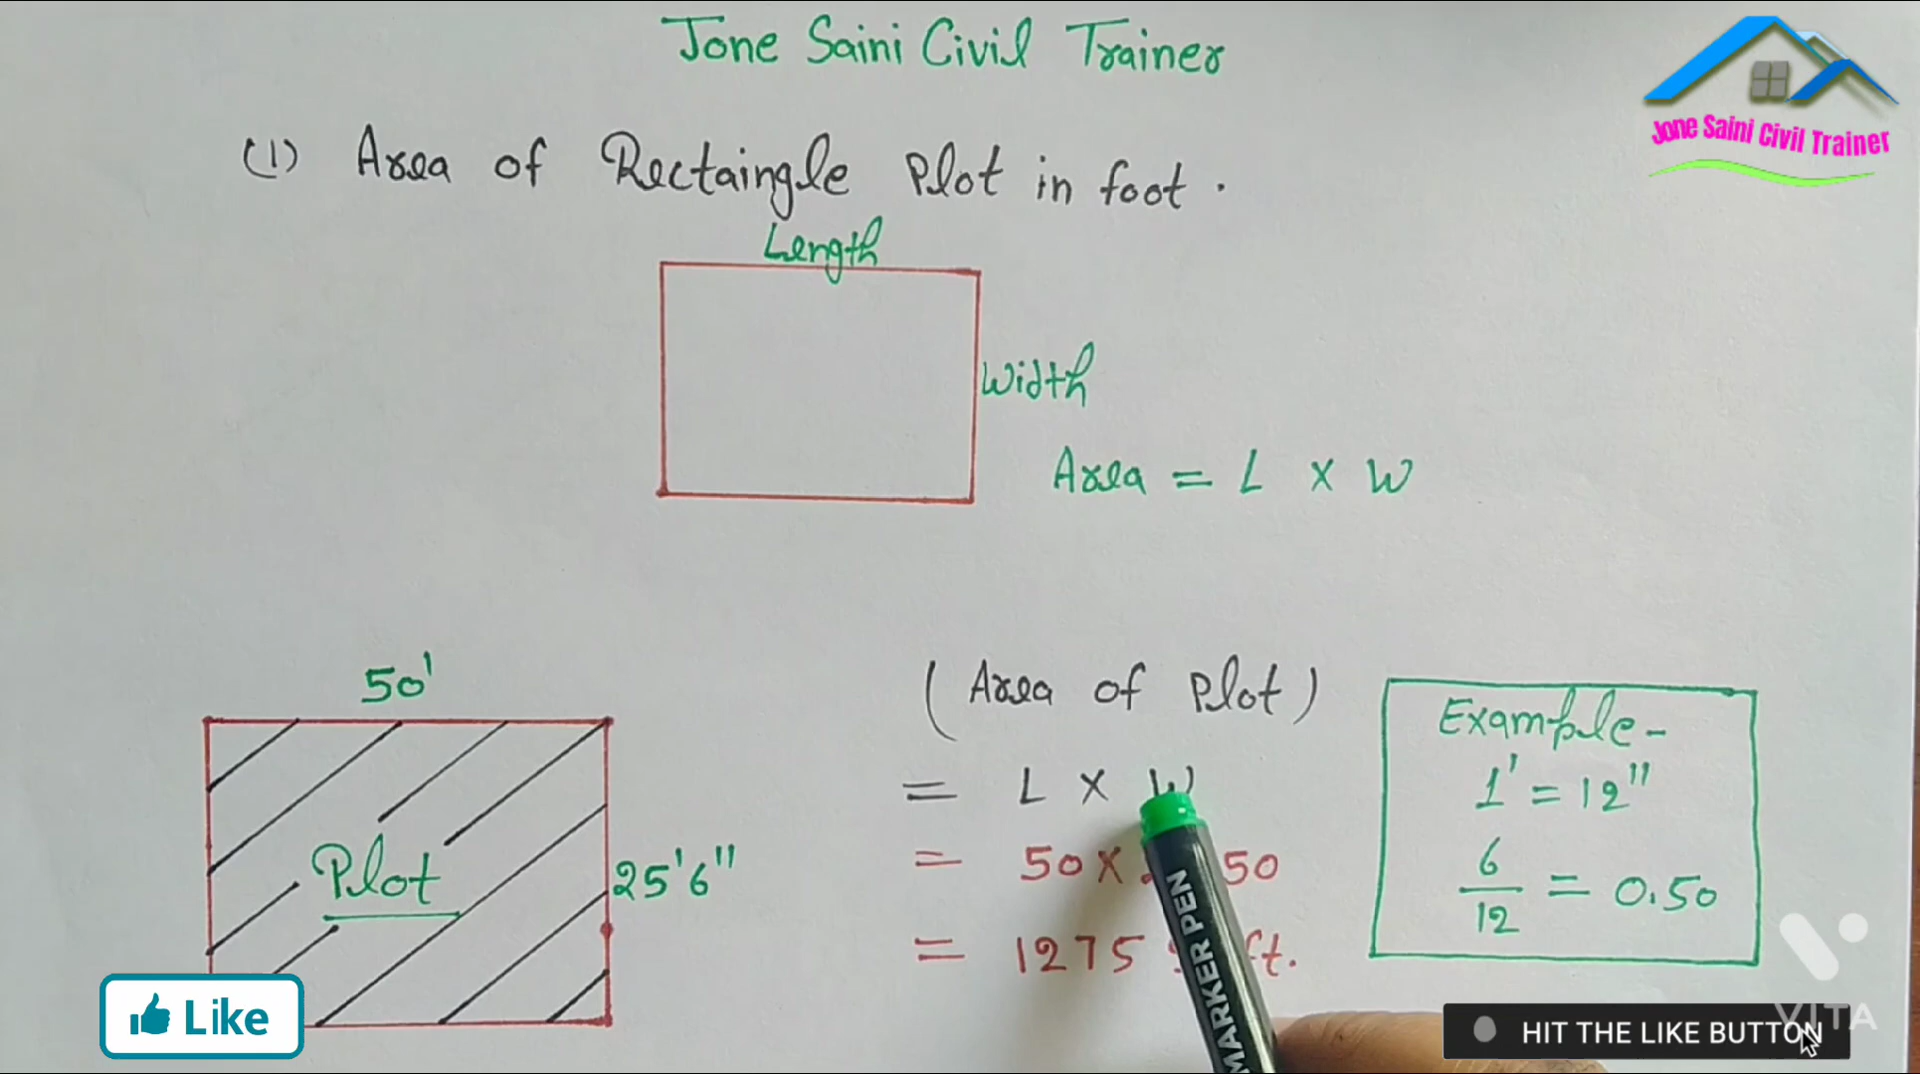 Jone Saini Civil Trainer
Jone Saini Civil Trainer
(1) Area of Rectaingle Plot in foot.
Length
Width
Area = L x W
50'
Plot
25'6"
(Area of Plot)
= L x W
= 50x 50
= 1275 ft.
Example-
1' = 12"
6/12 = 0.50
MARKER PEN
Like
VITA
HIT THE LIKE BUTTON